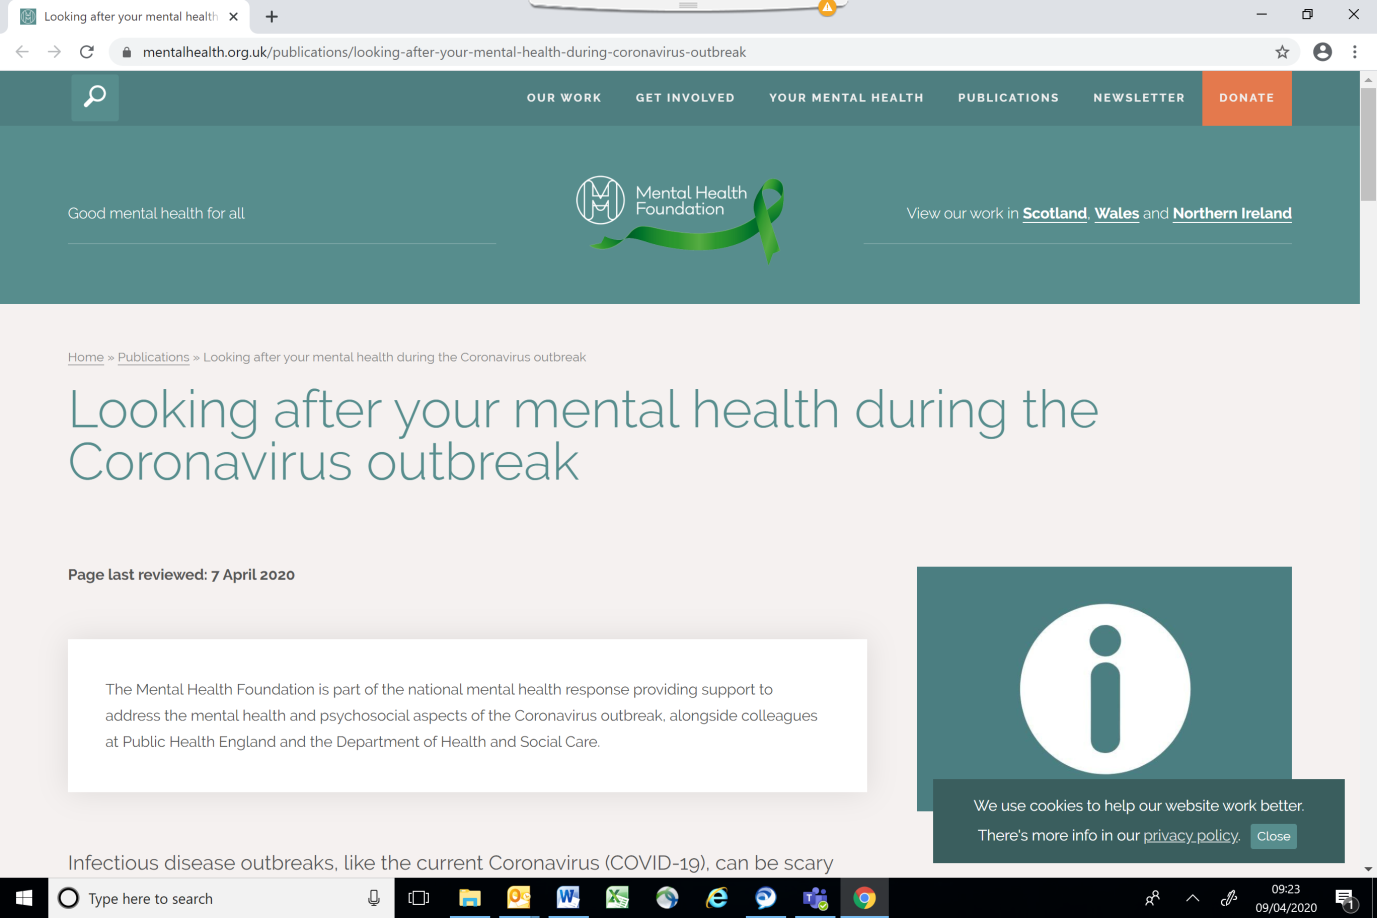 Looking after your mental health
mentalhealth.org.uk/publications/looking-after-your-mental-health-during-coronavirus-outbreak
OUR WORK GET INVOLVED YOUR MENTAL HEALTH PUBLICATIONS NEWSLETTER DONATE
Good mental health for all
Mental Health
Foundation
View our work in Scotland, Wales and Northern Ireland
Home » Publications » Looking after your mental health during the Coronavirus outbreak
Looking after your mental health during the
Coronavirus outbreak
Page last reviewed: 7 April 2020
The Mental Health Foundation is part of the national mental health response providing support to
address the mental health and psychosocial aspects of the Coronavirus outbreak, alongside colleagues
at Public Health England and the Department of Health and Social Care.
We use cookies to help our website work better.
There's more info in our privacy policy. Close
Infectious disease outbreaks, like the current Coronavirus (COVID-19), can be scary
Type here to search
09:23
09/04/2020
1